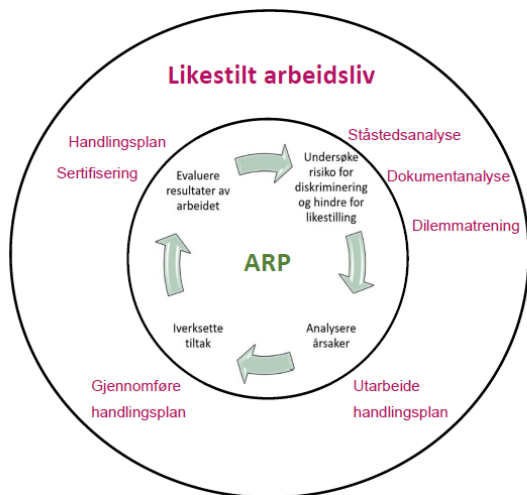 Likestilt arbeidsliv
Handlingsplan
Sertifisering
Ståstedsanalyse
Dokumentanalyse
Dilemmatrening
Evaluere
resultater av
arbeidet
Undersøke
risiko for
diskriminering
og hindre for
likestilling
ARP
Iverksette
tiltak
Analysere
årsaker
Gjennomføre
handlingsplan
Utarbeide
handlingsplan